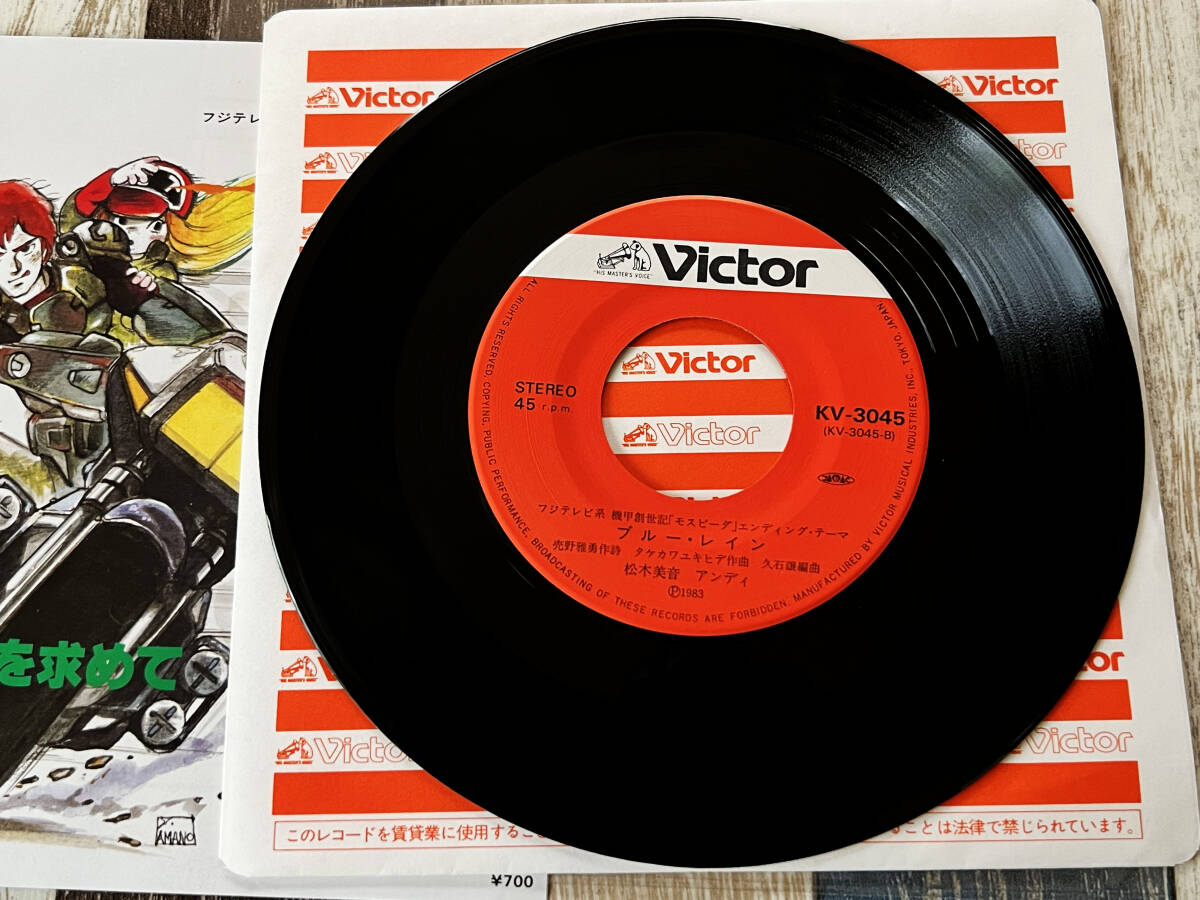 フジテレ
を求めて
AMANO
¥700
Victor
Victor
Victor
Victor
"HIS MASTER'S VOICE"
Victor
STEREO
45 r.p.m.
KV-3045
(KV-3045-B)
Victor
Victor
フジテレビ系 機甲創世記「モスピーダ」エンディング・テーマ
ブルー・レイン
売野雅勇作詩 タケカワユキヒデ作曲 久石譲編曲
松木美音 アンディ
Ⓟ1983
ALL RIGHTS RESERVED. COPYING, PUBLIC PERFORMANCE, BROADCASTING OF THESE RECORDS ARE FORBIDDEN. MANUFACTURED BY VICTOR MUSICAL INDUSTRIES, INC., TOKYO, JAPAN
tor
tor
Victor
Victor
このレコードを賃貸業に使用するこ
ることは法律で禁じられています。